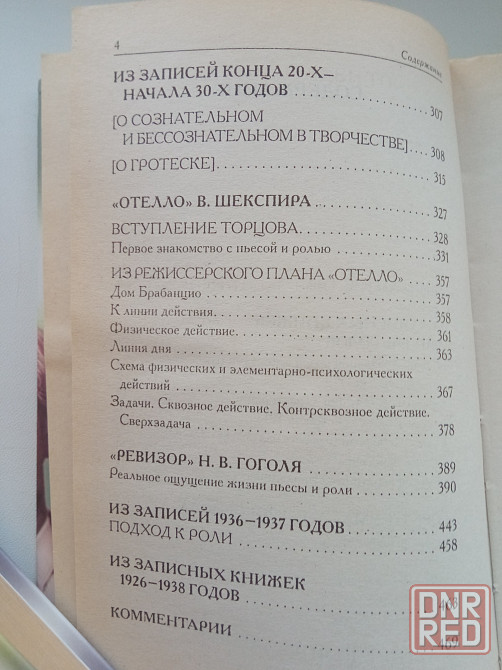 4
Содержание
ИЗ ЗАПИСЕЙ КОНЦА 20-Х—
НАЧАЛА 30-Х ГОДОВ 307
[О СОЗНАТЕЛЬНОМ
И БЕССОЗНАТЕЛЬНОМ В ТВОРЧЕСТВЕ] 308
[О ГРОТЕСКЕ] 315
«ОТЕЛЛО» В. ШЕКСПИРА 327
ВСТУПЛЕНИЕ ТОРЦОВА 328
Первое знакомство с пьесой и ролью 331
ИЗ РЕЖИССЕРСКОГО ПЛАНА «ОТЕЛЛО» 357
Дом Брабанцио 357
К линии действия 358
Физическое действие 361
Линия дня 363
Схема физических и элементарно-психологических
действий 367
Задачи. Сквозное действие. Контрсквозное действие.
Сверхзадача 378
«РЕВИЗОР» Н. В. ГОГОЛЯ 389
Реальное ощущение жизни пьесы и роли 390
ИЗ ЗАПИСЕЙ 1936—1937 ГОДОВ 443
ПОДХОД К РОЛИ 458
ИЗ ЗАПИСНЫХ КНИЖЕК
1926—1938 ГОДОВ
КОММЕНТАРИИ 469
DNR
RED